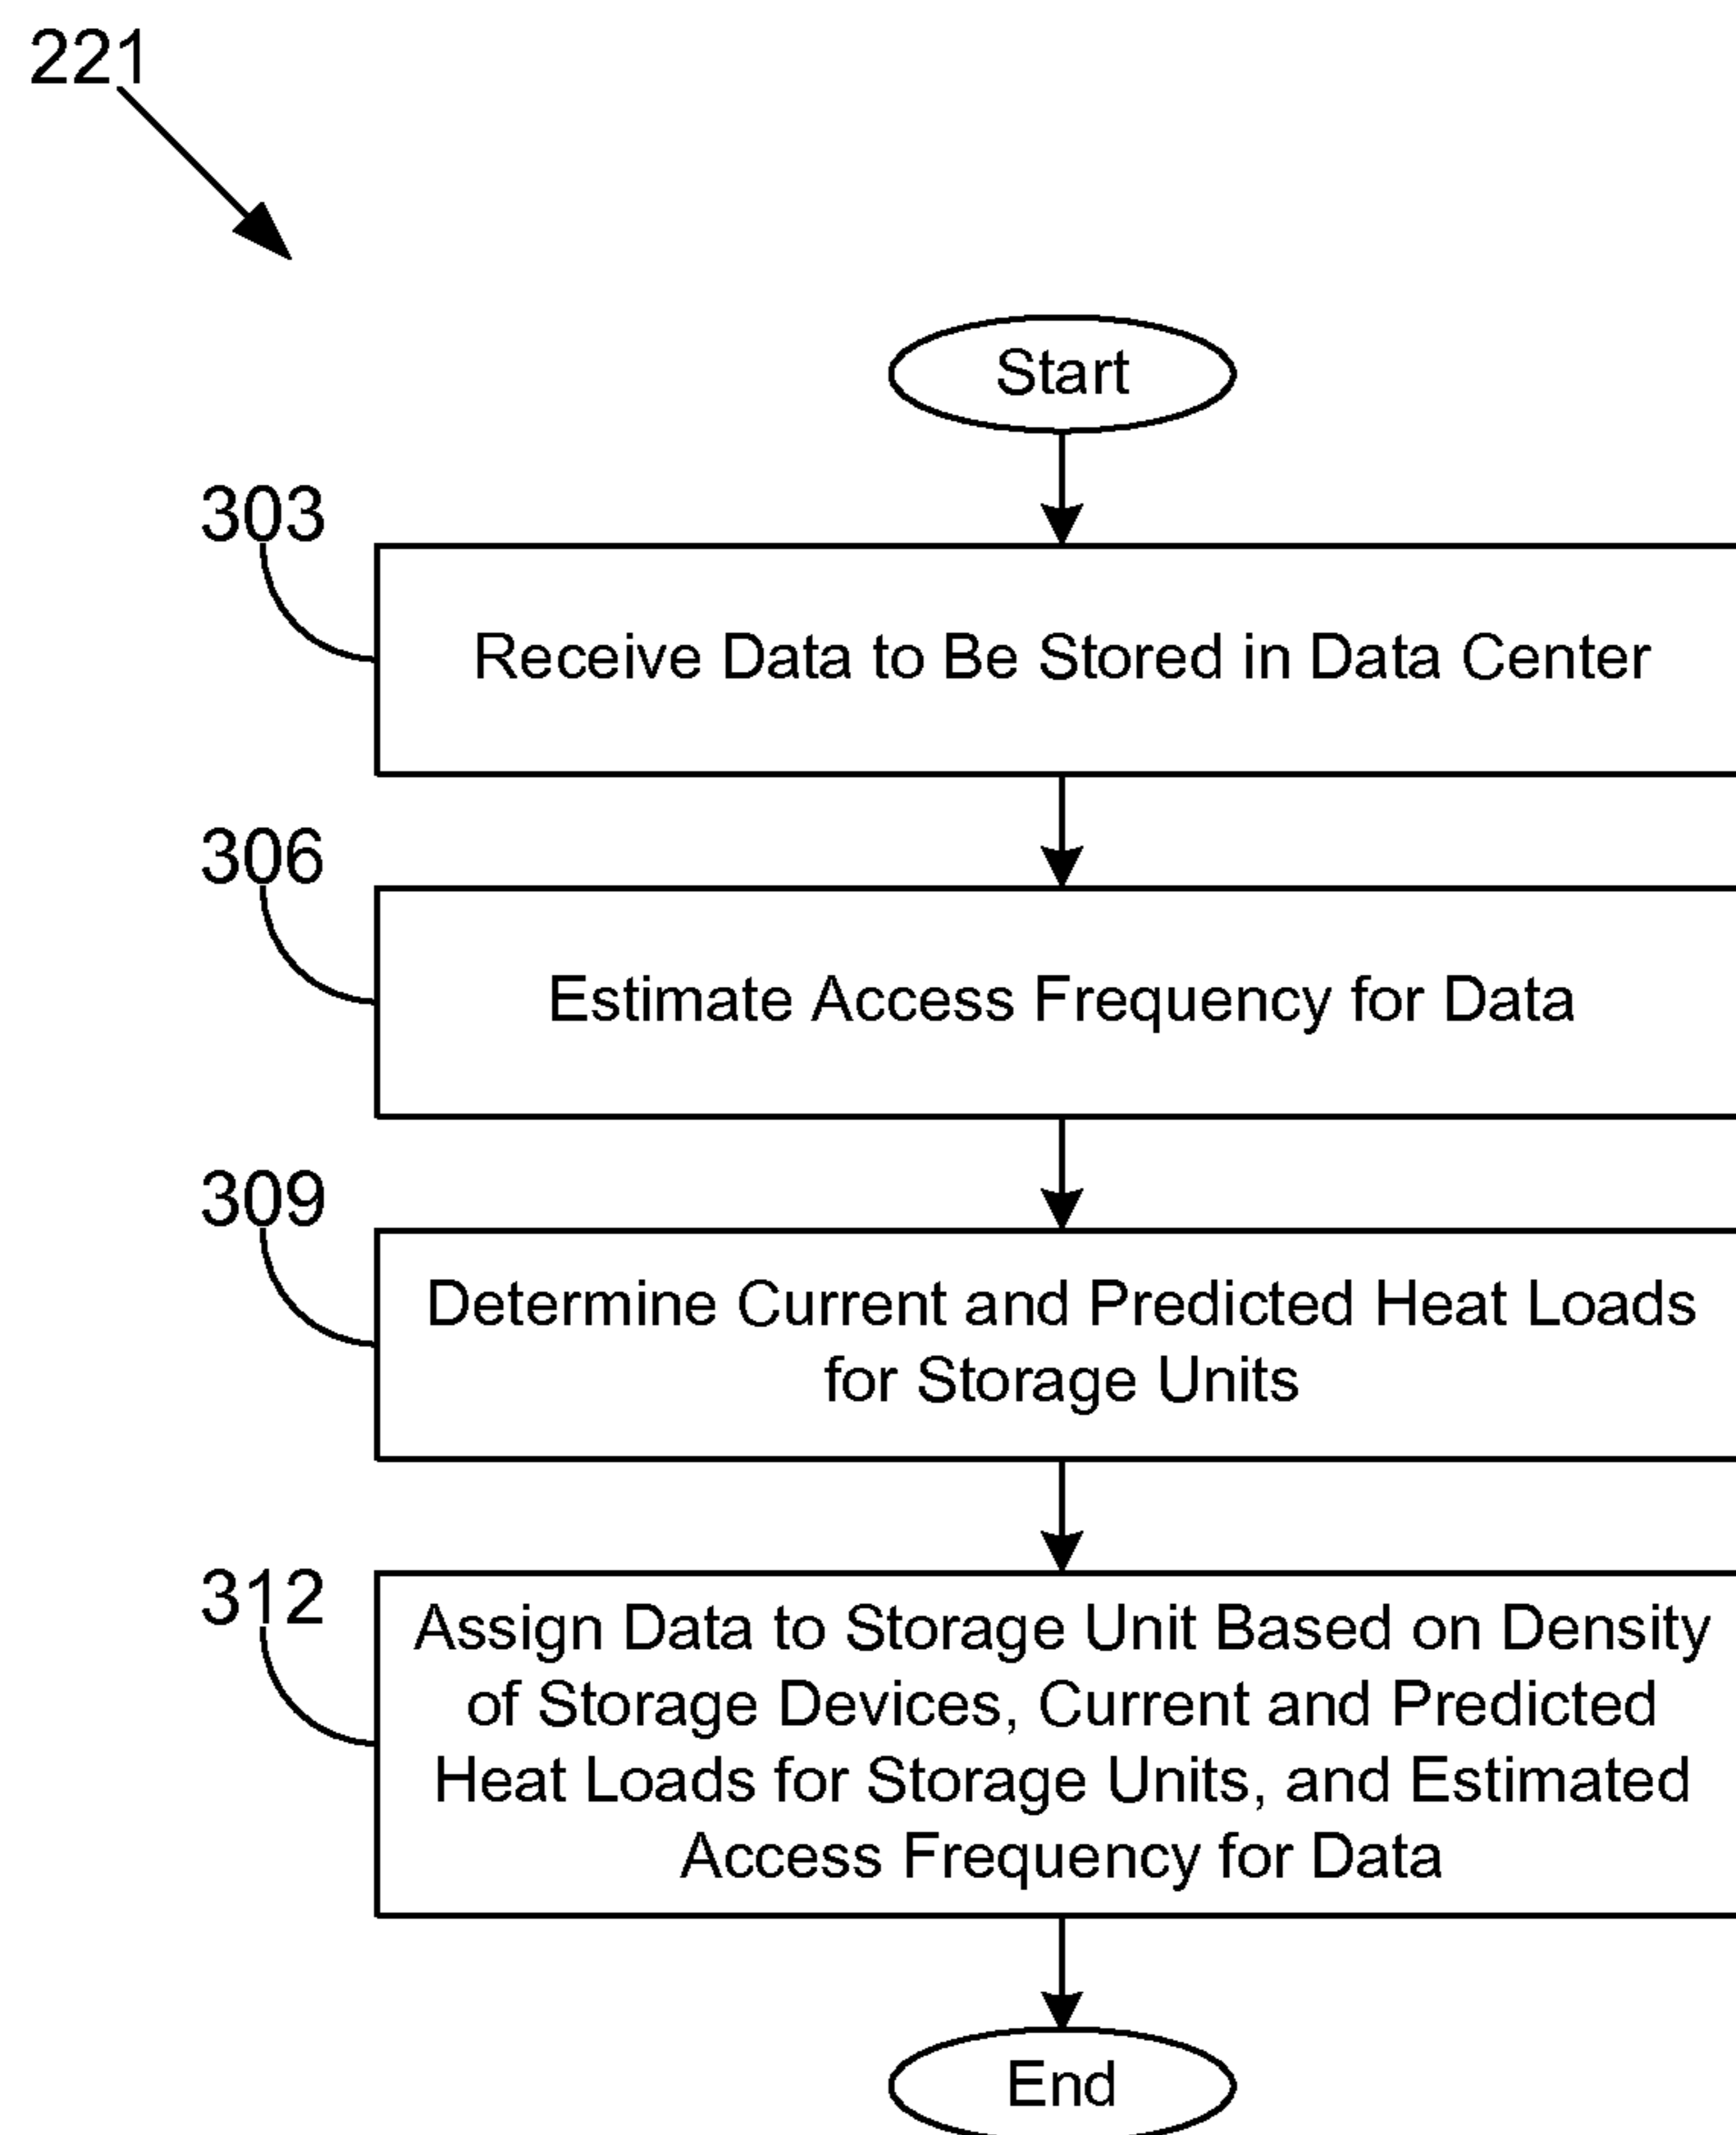 221
Start
303
Receive Data to Be Stored in Data Center
306
Estimate Access Frequency for Data
309
Determine Current and Predicted Heat Loads
for Storage Units
312
Assign Data to Storage Unit Based on Density
of Storage Devices, Current and Predicted
Heat Loads for Storage Units, and Estimated
Access Frequency for Data
End